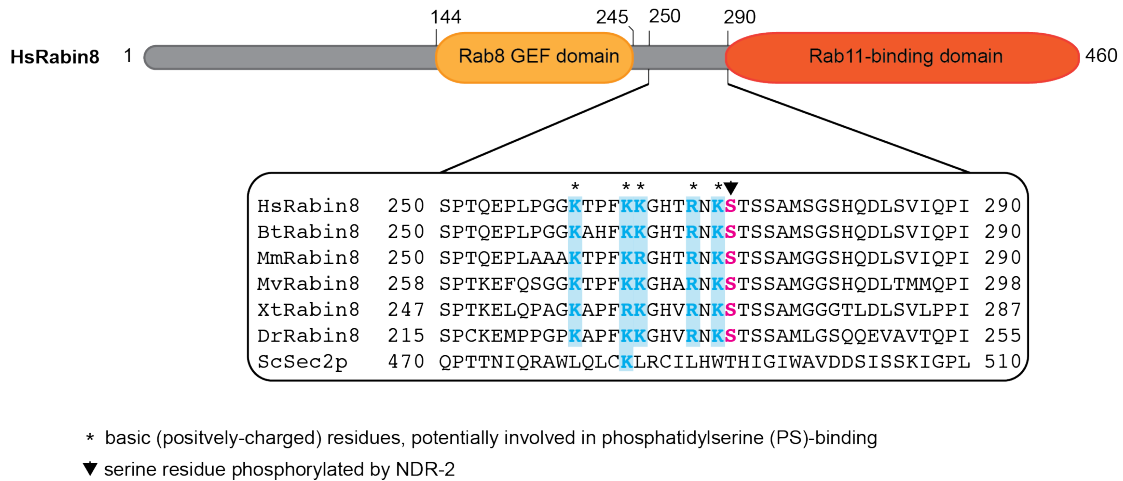 144 245 250 290
HsRabin8 1 Rab8 GEF domain Rab11-binding domain 460
* * * * * ▼
HsRabin8 250 SPTQEPLPGGKTPFKKGHTRNKSTSSAMSGSHQDLSVIQPI 290
BtRabin8 250 SPTQEPLPGGKAHFKKGHTRNKSTSSAMSGSHQDLSVIQPI 290
MmRabin8 250 SPTQEPLAAAKTPFKRGHTRNKSTSSAMGGSHQDLSVIQPI 290
MvRabin8 258 SPTKEFQSGGKTPFKKGHARNKSTSSAMGGSHQDLTMMQPI 298
XtRabin8 247 SPTKELQPAGKAPFRKGHVRNKSTSSAMGGGTLDLSVLPPI 287
DrRabin8 215 SPCKEMPPGPKAPFKKGHVRNKSTSSAMLGSQQEVAVTQPI 255
ScSec2p 470 QPTTNIQRAWLQLCKLRCILHWTHIGIWAVDDSISSKIGPL 510
* basic (positvely-charged) residues, potentially involved in phosphatidylserine (PS)-binding
▼ serine residue phosphorylated by NDR-2